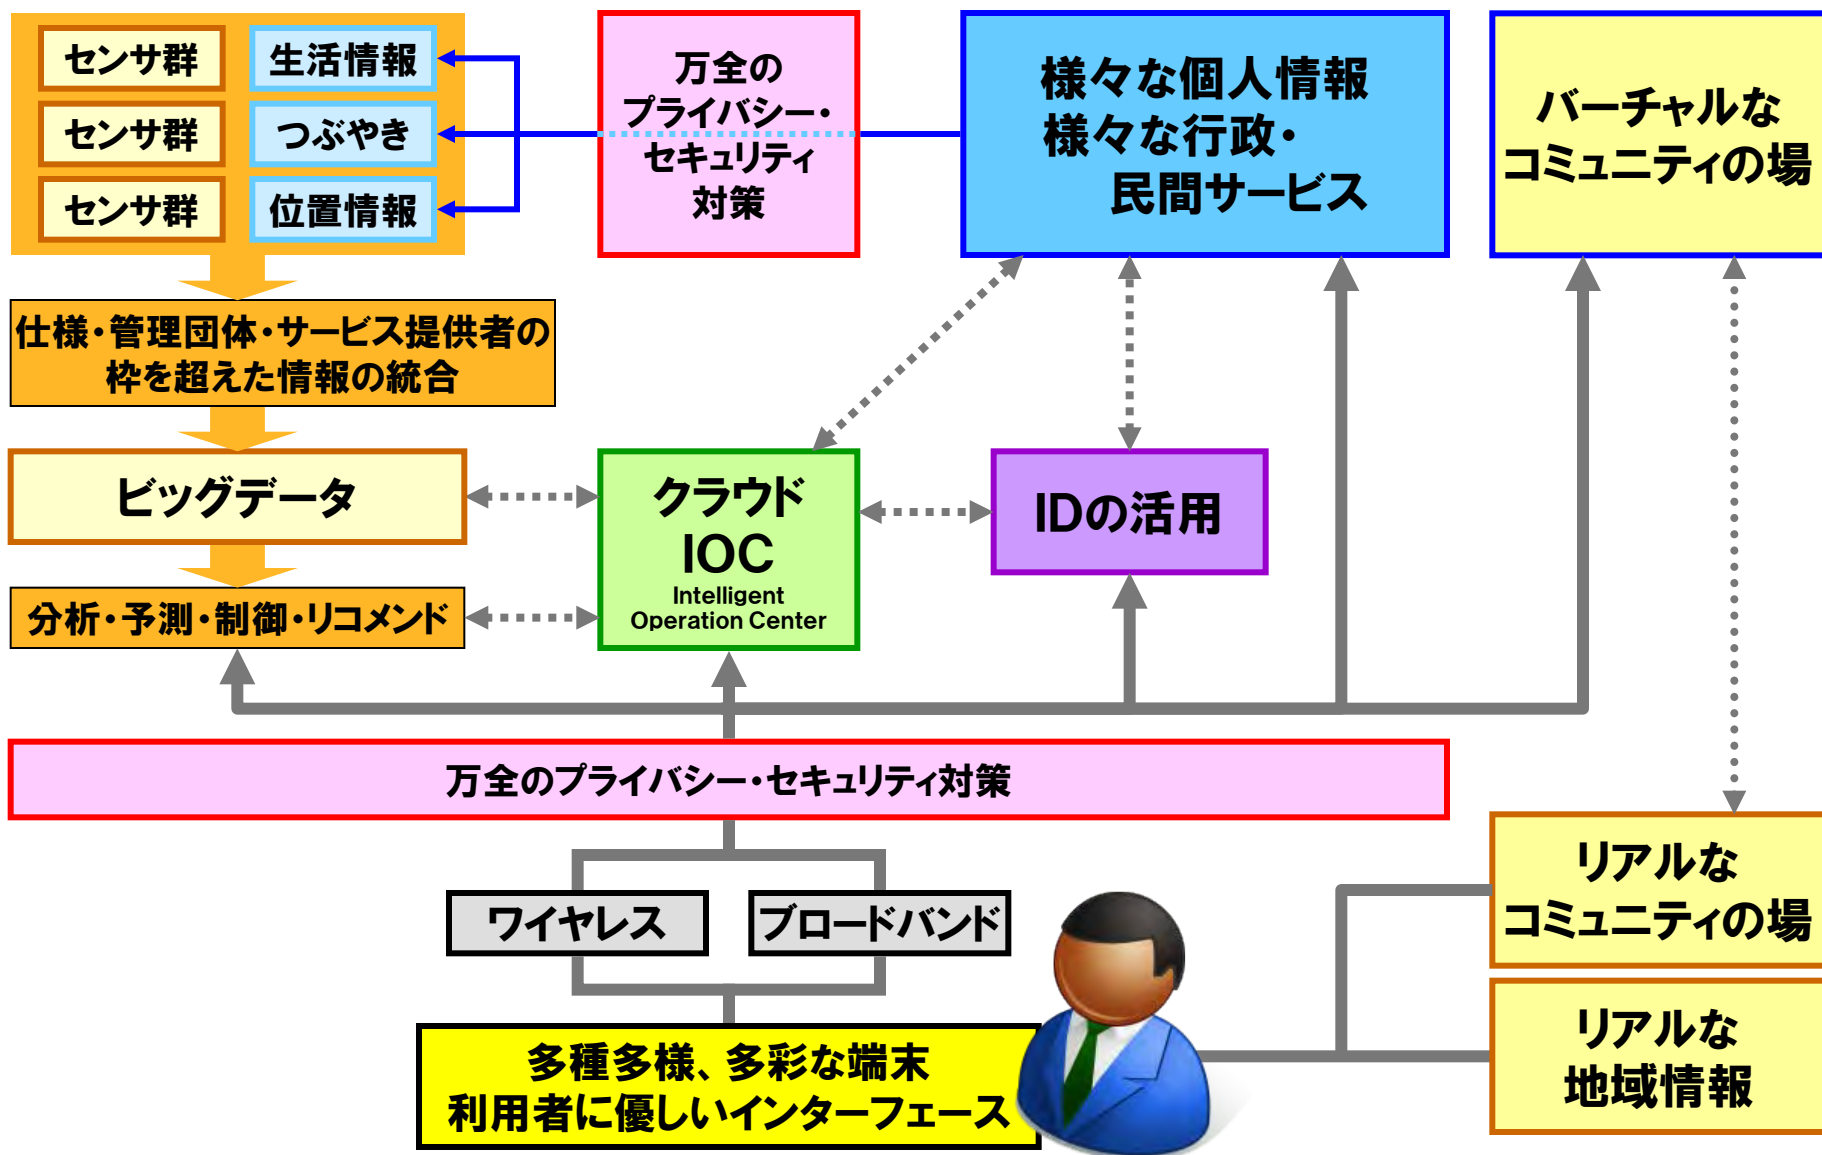 センサ群
生活情報
センサ群
つぶやき
センサ群
位置情報
万全の
プライバシー・
セキュリティ
対策
様々な個人情報
様々な行政・
民間サービス
バーチャルな
コミュニティの場
仕様・管理団体・サービス提供者の
枠を超えた情報の統合
ビッグデータ
クラウド
IOC
Intelligent
Operation Center
IDの活用
分析・予測・制御・リコメンド
万全のプライバシー・セキュリティ対策
ワイヤレス
ブロードバンド
リアルな
コミュニティの場
リアルな
地域情報
多種多様、多彩な端末
利用者に優しいインターフェース